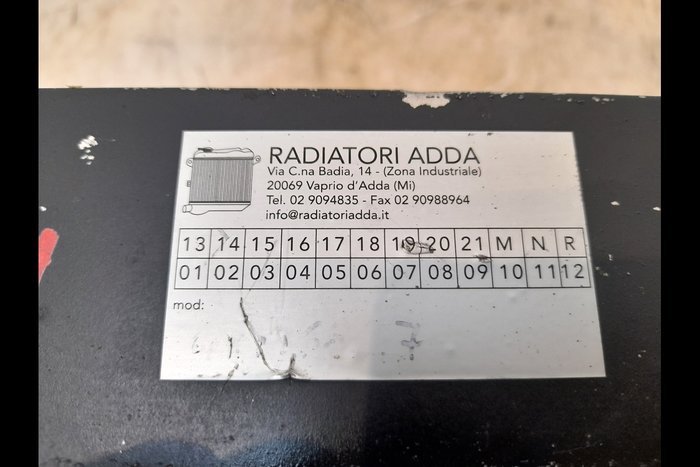 RADIATORI ADDA
Via C.na Badia, 14 - (Zona Industriale)
20069 Vaprio d'Adda (Mi)
Tel. 02 9094835 - Fax 02 90988964
info@radiatoriadda.it
13 14 15 16 17 18 19 20 21 M N R
01 02 03 04 05 06 07 08 09 10 11 12
mod: